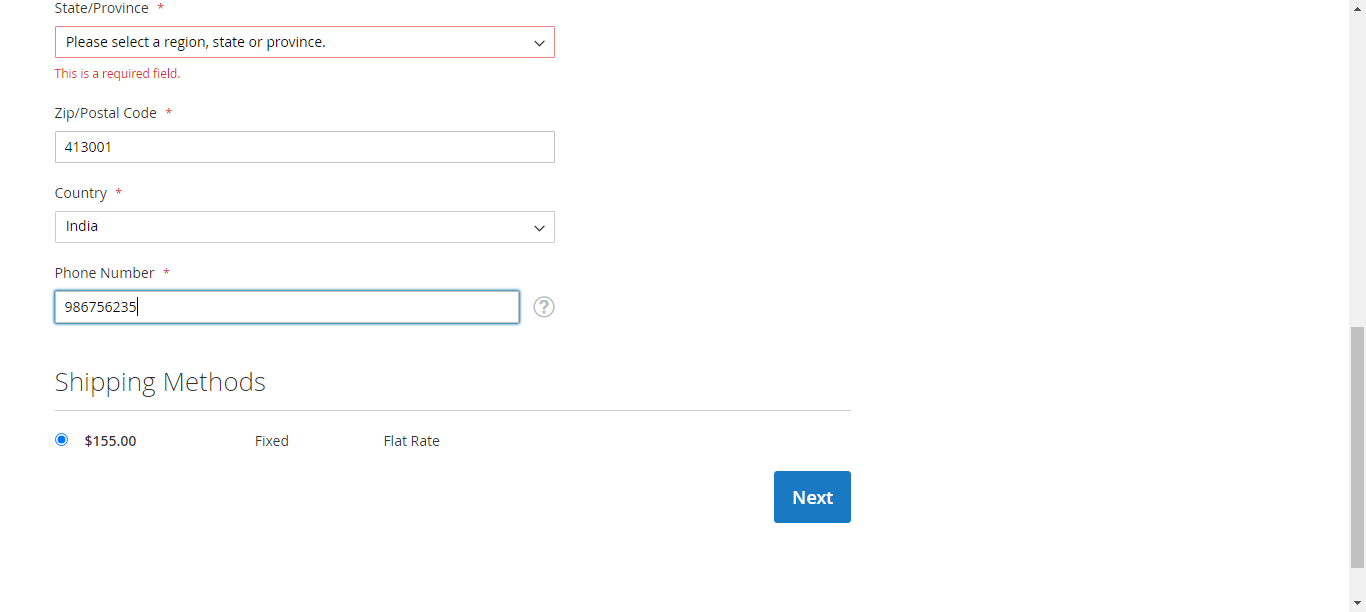 State/Province *
Please select a region, state or province.
This is a required field.
Zip/Postal Code *
413001
Country *
India
Phone Number *
986756235
?
Shipping Methods
$155.00 Fixed Flat Rate
Next